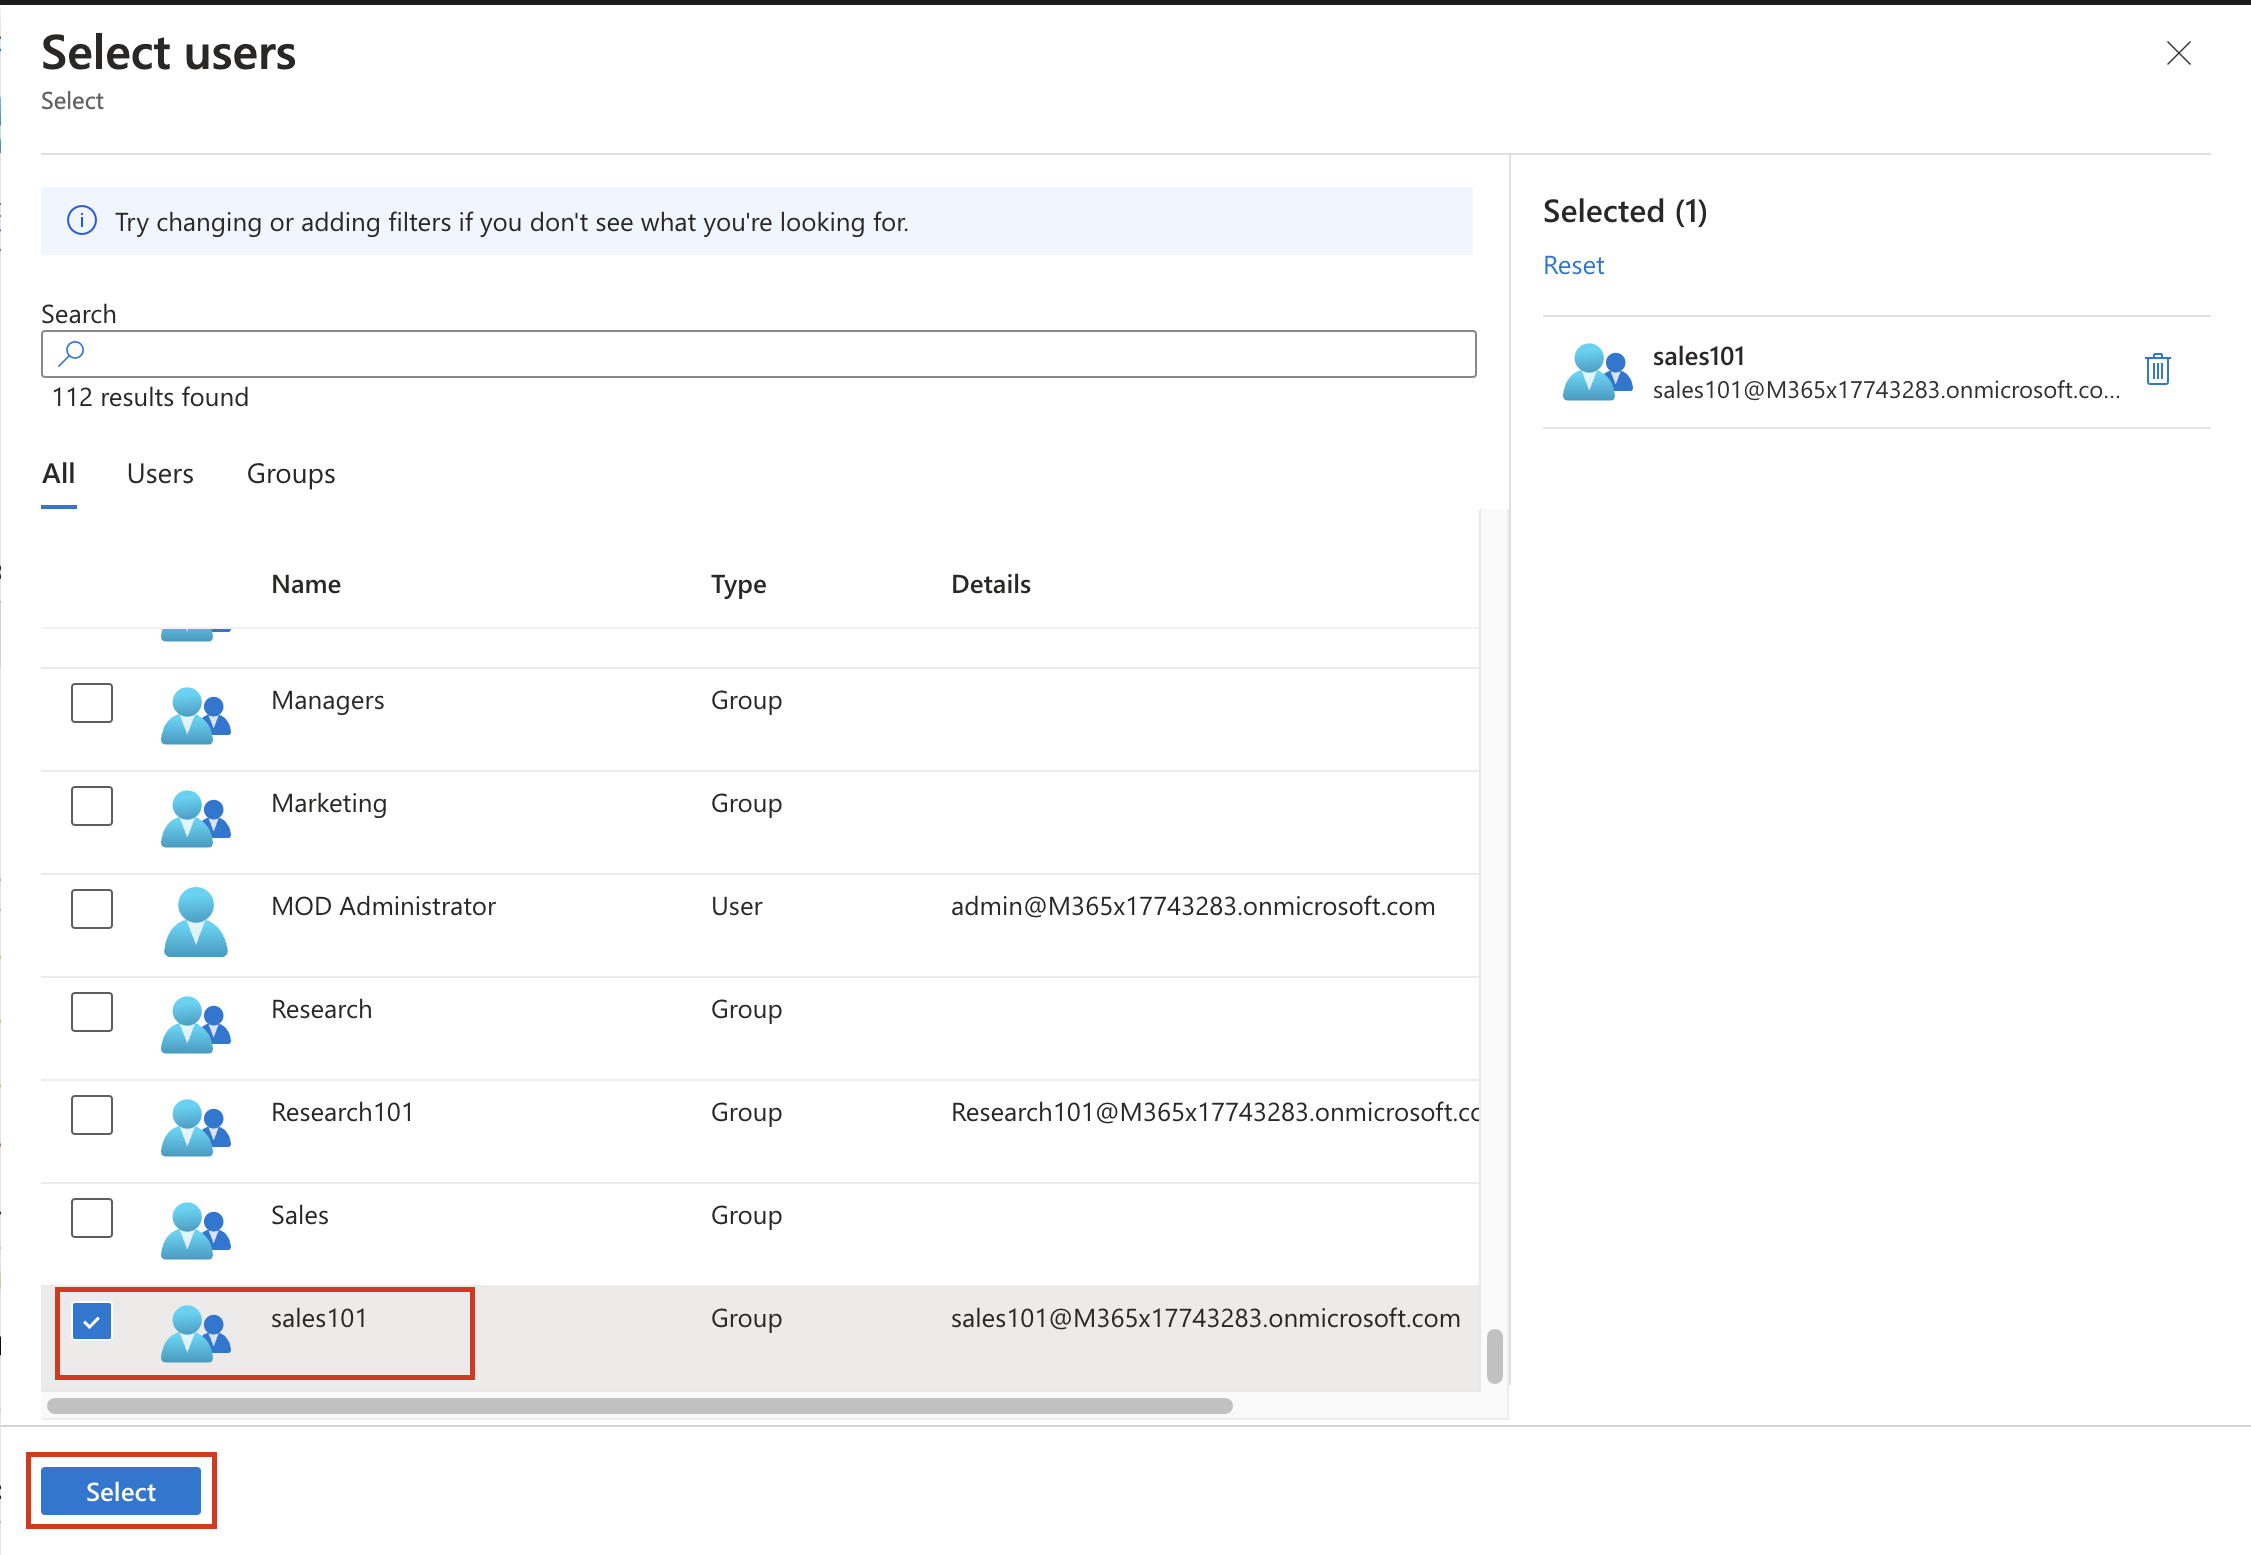 Select users
Select
Try changing or adding filters if you don't see what you're looking for.
Search
112 results found
All Users Groups
Name Type Details
Managers Group
Marketing Group
MOD Administrator User admin@M365x17743283.onmicrosoft.com
Research Group
Research101 Group Research101@M365x17743283.onmicrosoft.co
Sales Group
sales101 Group sales101@M365x17743283.onmicrosoft.com
Select
Selected (1)
Reset
sales101
sales101@M365x17743283.onmicrosoft.co...